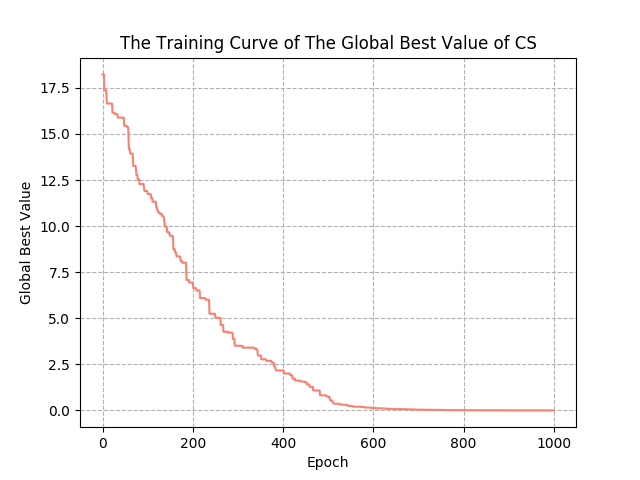 The Training Curve of The Global Best Value of CS
17.5
15.0
12.5
10.0
7.5
5.0
2.5
0.0
Global Best Value
0 200 400 600 800 1000
Epoch